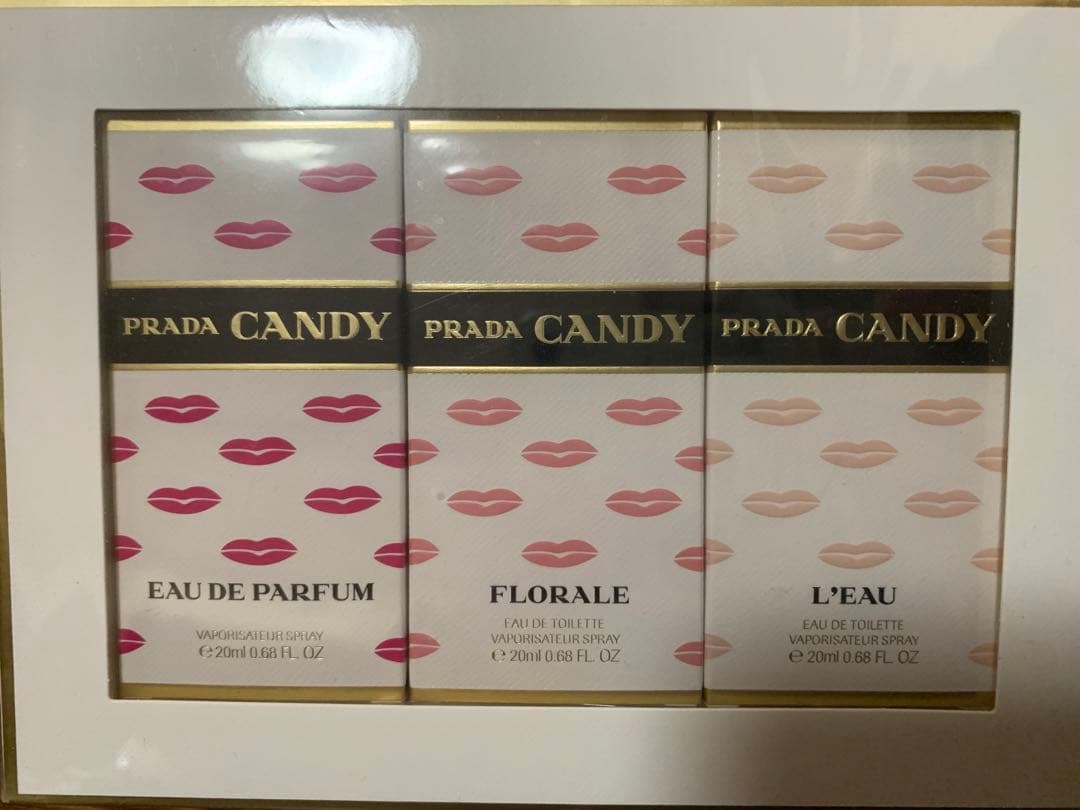 PRADA CANDY
EAU DE PARFUM
VAPORISATEUR SPRAY
℮ 20ml 0.68 FL. OZ
PRADA CANDY
FLORALE
EAU DE TOILETTE
VAPORISATEUR SPRAY
℮ 20ml 0.68 FL. OZ
PRADA CANDY
L'EAU
EAU DE TOILETTE
VAPORISATEUR SPRAY
℮ 20ml 0.68 FL. OZ